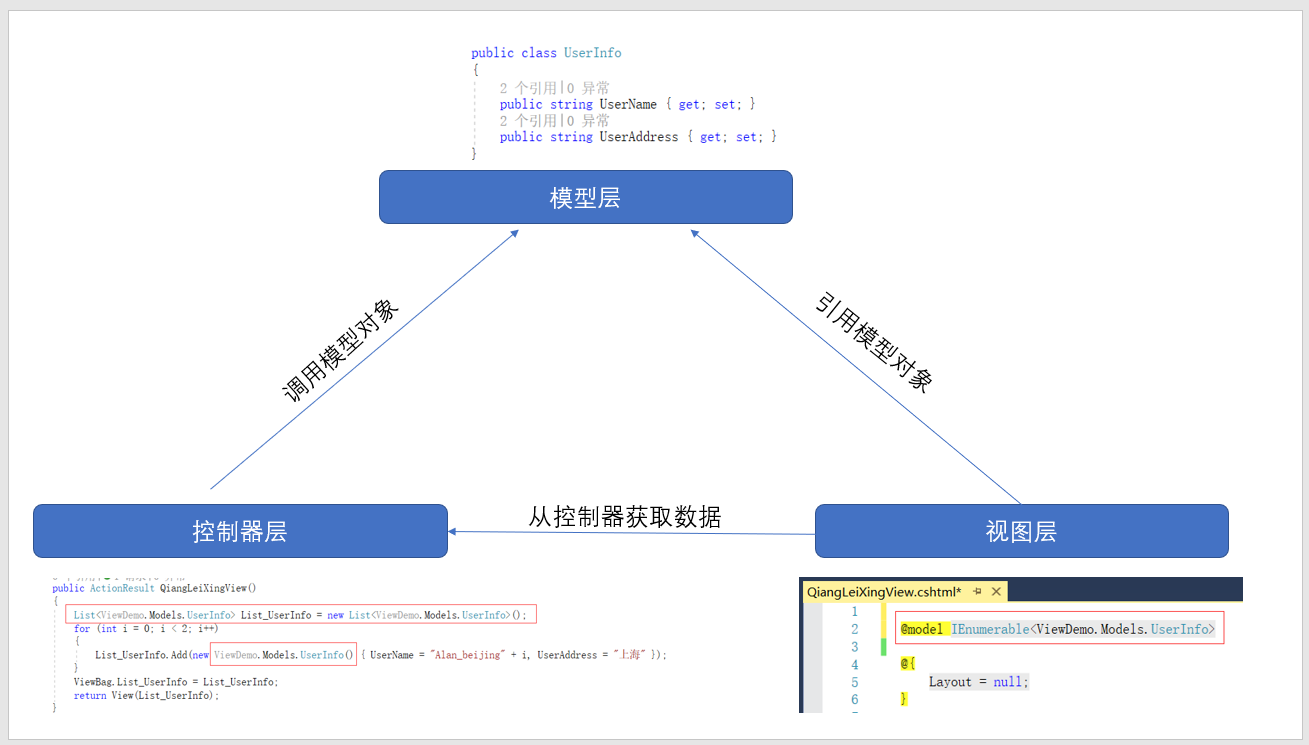 public class UserInfo
{
2 个引用|0 异常
public string UserName { get; set; }
2 个引用|0 异常
public string UserAddress { get; set; }
}
模型层
调用模型对象
引用模型对象
控制器层
从控制器获取数据
视图层
public ActionResult QiangLeiXingView()
{
List<ViewDemo.Models.UserInfo> List_UserInfo = new List<ViewDemo.Models.UserInfo>();
for (int i = 0; i < 2; i++)
{
List_UserInfo.Add(new ViewDemo.Models.UserInfo() { UserName = "Alan_beijing" + i, UserAddress = "上海" });
}
ViewBag.List_UserInfo = List_UserInfo;
return View(List_UserInfo);
}
QiangLeiXingView.cshtml*
1
2 @model IEnumerable<ViewDemo.Models.UserInfo>
3
4 @{
5 Layout = null;
6 }